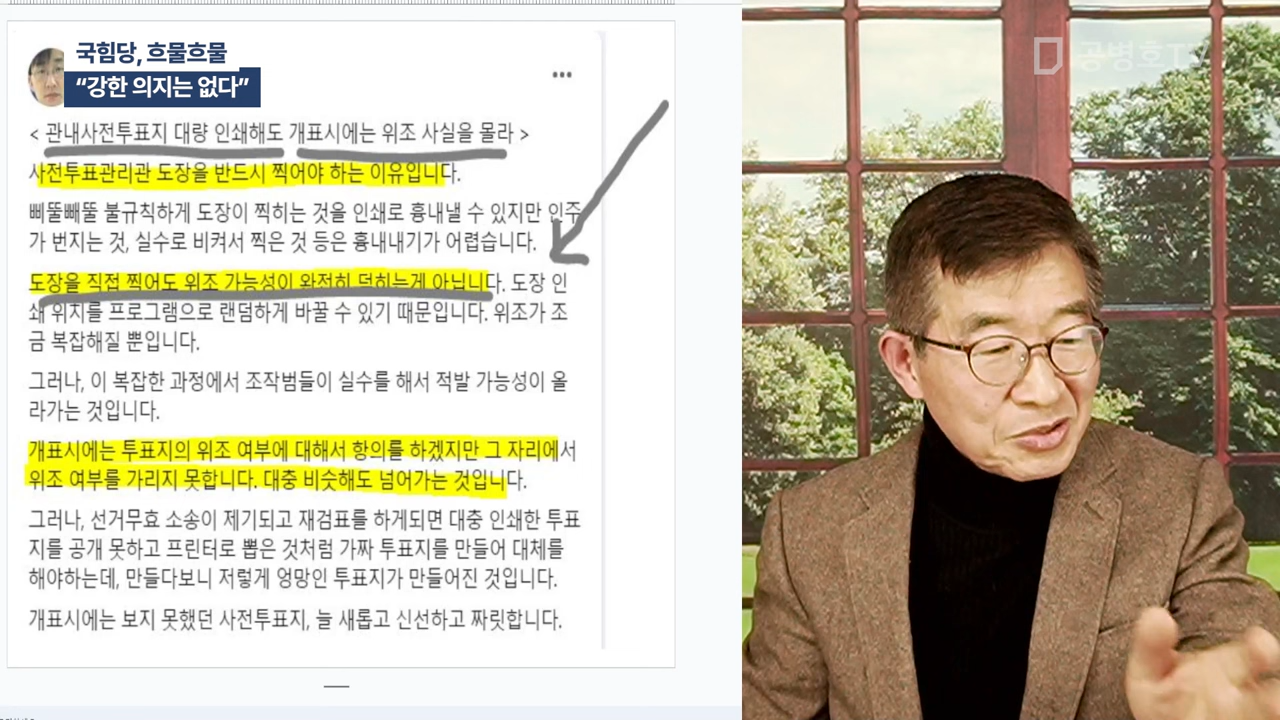 국힘당, 흐물흐물
“강한 의지는 없다”
공병호TV
< 관내사전투표지 대량 인쇄해도 개표시에는 위조 사실을 몰라 >
사전투표관리관 도장을 반드시 찍어야 하는 이유입니다.
삐뚤빼뚤 불규칙하게 도장이 찍히는 것을 인쇄로 흉내낼 수 있지만 인주
가 번지는 것, 실수로 비켜서 찍은 것 등은 흉내내기가 어렵습니다.
도장을 직접 찍어도 위조 가능성이 완전히 덮히는게 아닙니다. 도장 인
쇄 위치를 프로그램으로 랜덤하게 바꿀 수 있기 때문입니다. 위조가 조
금 복잡해질 뿐입니다.
그러나, 이 복잡한 과정에서 조작범들이 실수를 해서 적발 가능성이 올
라가는 것입니다.
개표시에는 투표지의 위조 여부에 대해서 항의를 하겠지만 그 자리에서
위조 여부를 가리지 못합니다. 대충 비슷해도 넘어가는 것입니다.
그러나, 선거무효 소송이 제기되고 재검표를 하게되면 대충 인쇄한 투표
지를 공개 못하고 프린터로 뽑은 것처럼 가짜 투표지를 만들어 대체를
해야하는데, 만들다보니 저렇게 엉망인 투표지가 만들어진 것입니다.
개표시에는 보지 못했던 사전투표지, 늘 새롭고 신선하고 짜릿합니다.